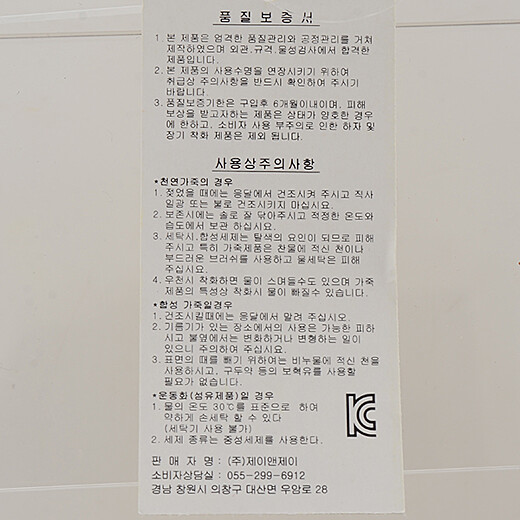 품 질 보 증 서
1. 본 제품은 엄격한 품질관리와 공정관리를 거쳐
제작하였으며 외관,규격,물성검사에서 합격한
제품입니다.
2. 본 제품의 사용수명을 연장시키기 위하여
취급상 주의사항을 반드시 확인하여 주시기
바랍니다.
3. 품질보증기한은 구입후 6개월이내이며, 피해
보상을 받고자하는 제품은 상태가 양호한 경우
에 한하고, 소비자 사용 부주의로 인한 하자 및
장기 착화 제품은 제외 됩니다.
사용상주의사항
*천연가죽의 경우
1. 젖었을 때에는 응달에서 건조시켜 주시고 직사
일광 또는 불로 건조시키지 마십시요.
2. 보존시에는 솔로 잘 닦아주시고 적정한 온도와
습도에서 보관 하십시요.
3. 세탁시,합성세제는 탈색의 요인이 되므로 피해
주시고 특히 가죽제품은 찬물에 적신 천이나
부드러운 브러쉬를 사용하고 물세탁은 피해
주십시요.
4. 우천시 착화하면 물이 스며들수도 있으며 가죽
제품의 특성상 착화시 물이 빠질수 있습니다.
*합성 가죽일경우
1. 건조시킬때에는 응달에서 말려 주십시오.
2. 기름기가 있는 장소에서의 사용은 가능한 피하
시고 불옆에서는 변화하거나 변형하는 일이
있으니 주의하여 주십시요.
3. 표면의 때를 빼기 위하여는 비눗물에 적신 천을
사용하시고, 구두약 등의 보혁유를 사용할
필요가 없습니다.
*운동화(섬유제품)일 경우
1. 물의 온도 30℃를 표준으로 하여
약하게 손세탁 할 수 있다
(세탁기 사용 불가)
2. 세제 종류는 중성세제를 사용한다.
판 매 자 명 : (주)제이앤제이
소비자상담실 : 055-299-6912
경남 창원시 의창구 대산면 우암로 28